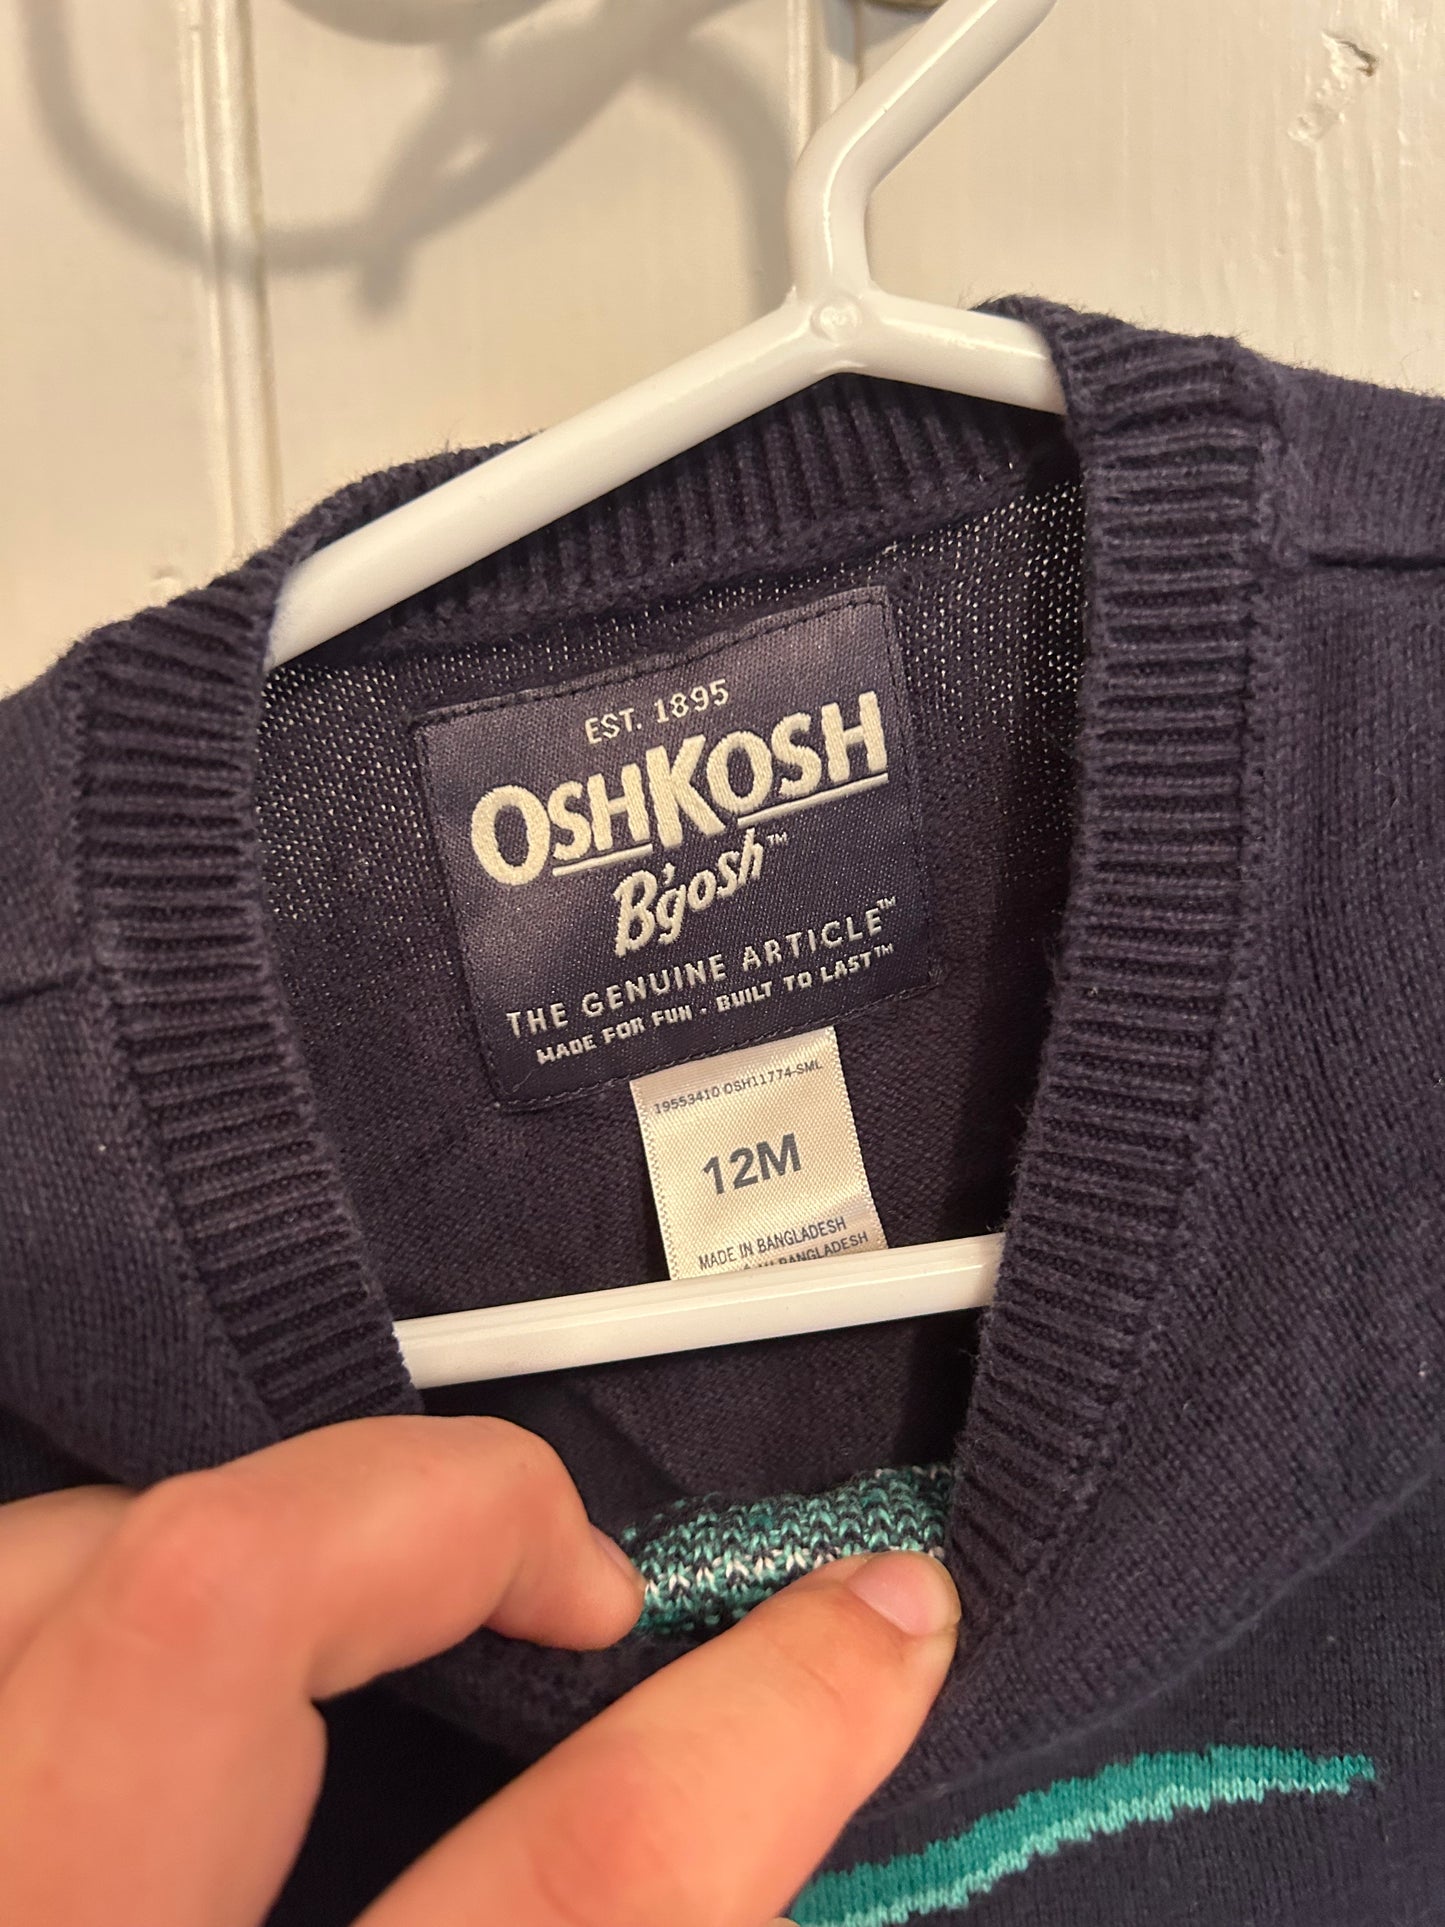 EST. 1895
OSHKOSH
B'gosh™
THE GENUINE ARTICLE™
MADE FOR FUN · BUILT TO LAST™
19553410 OSH11774-SML
12M
MADE IN BANGLADESH
BANGLADESH